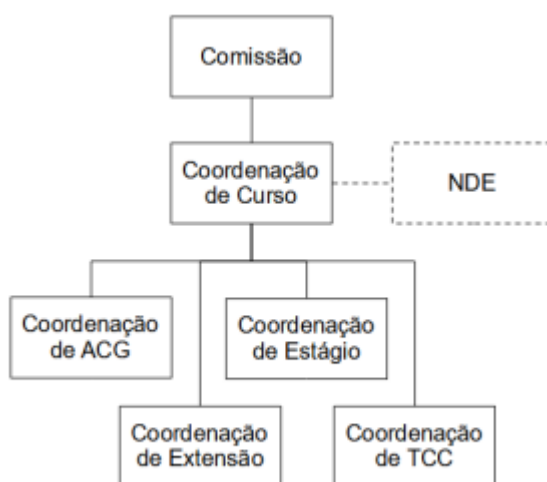 Comissão
Coordenação
de Curso
NDE
Coordenação
de ACG
Coordenação
de Estágio
Coordenação
de Extensão
Coordenação
de TCC